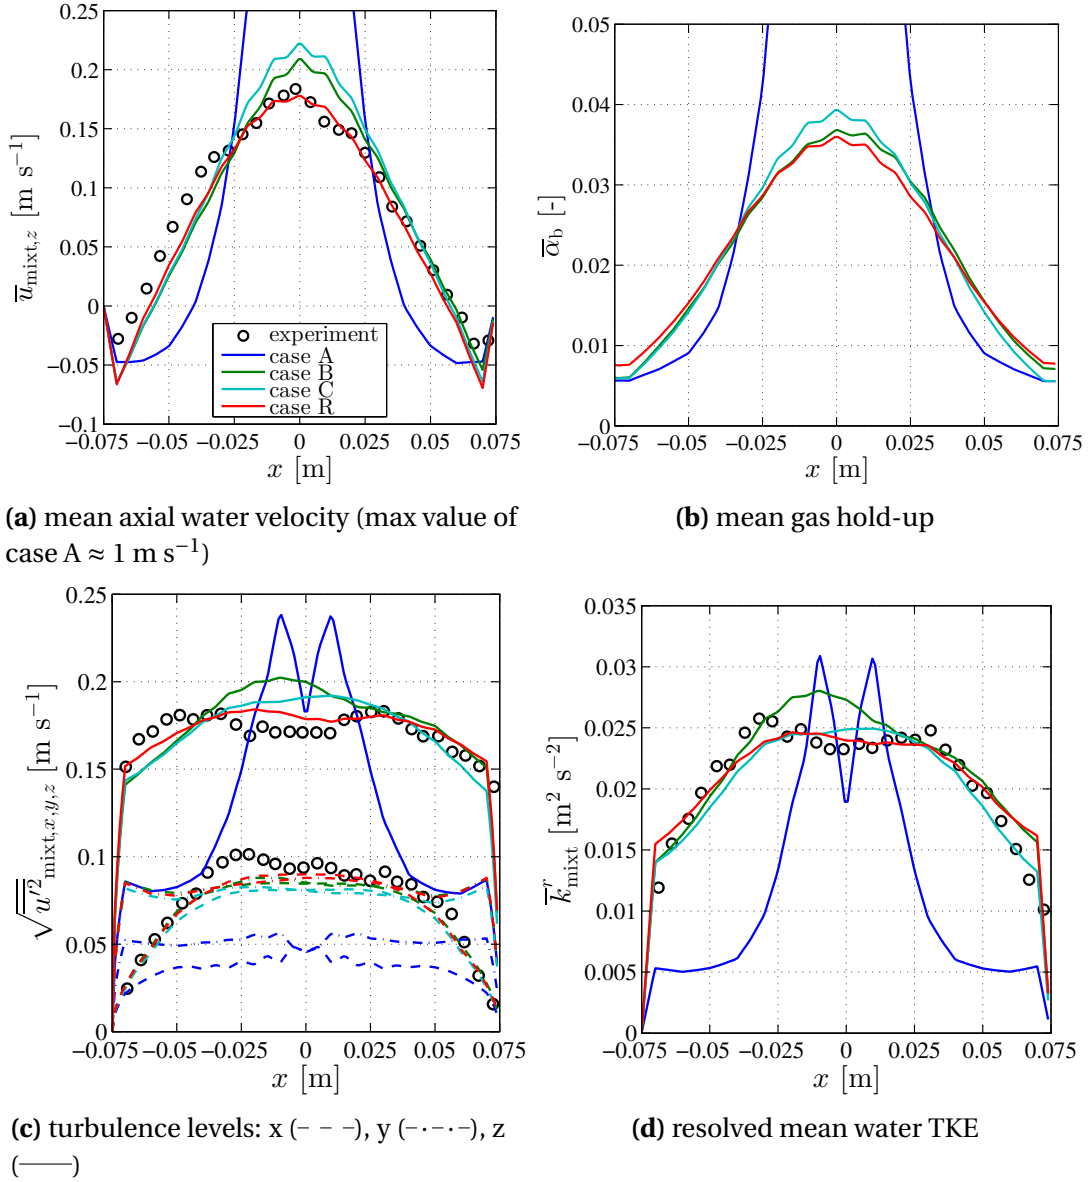 0.25
0.2
0.15
0.1
0.05
0
−0.05
−0.1
u̅mixt,z [m s−1]
experiment
case A
case B
case C
case R
−0.075 −0.05 −0.025 0 0.025 0.05 0.075
x [m]
(a) mean axial water velocity (max value of
case A ≈ 1 m s−1)
0.05
0.04
0.03
0.02
0.01
0
α̅b [-]
−0.075 −0.05 −0.025 0 0.025 0.05 0.075
x [m]
(b) mean gas hold-up
0.25
0.2
0.15
0.1
0.05
0
√u′2mixt,x,y,z [m s−1]
−0.075 −0.05 −0.025 0 0.025 0.05 0.075
x [m]
(c) turbulence levels: x (– – –), y (–·–·–), z
(——)
0.035
0.03
0.025
0.02
0.015
0.01
0.005
0
k̅rmixt [m2 s−2]
−0.075 −0.05 −0.025 0 0.025 0.05 0.075
x [m]
(d) resolved mean water TKE